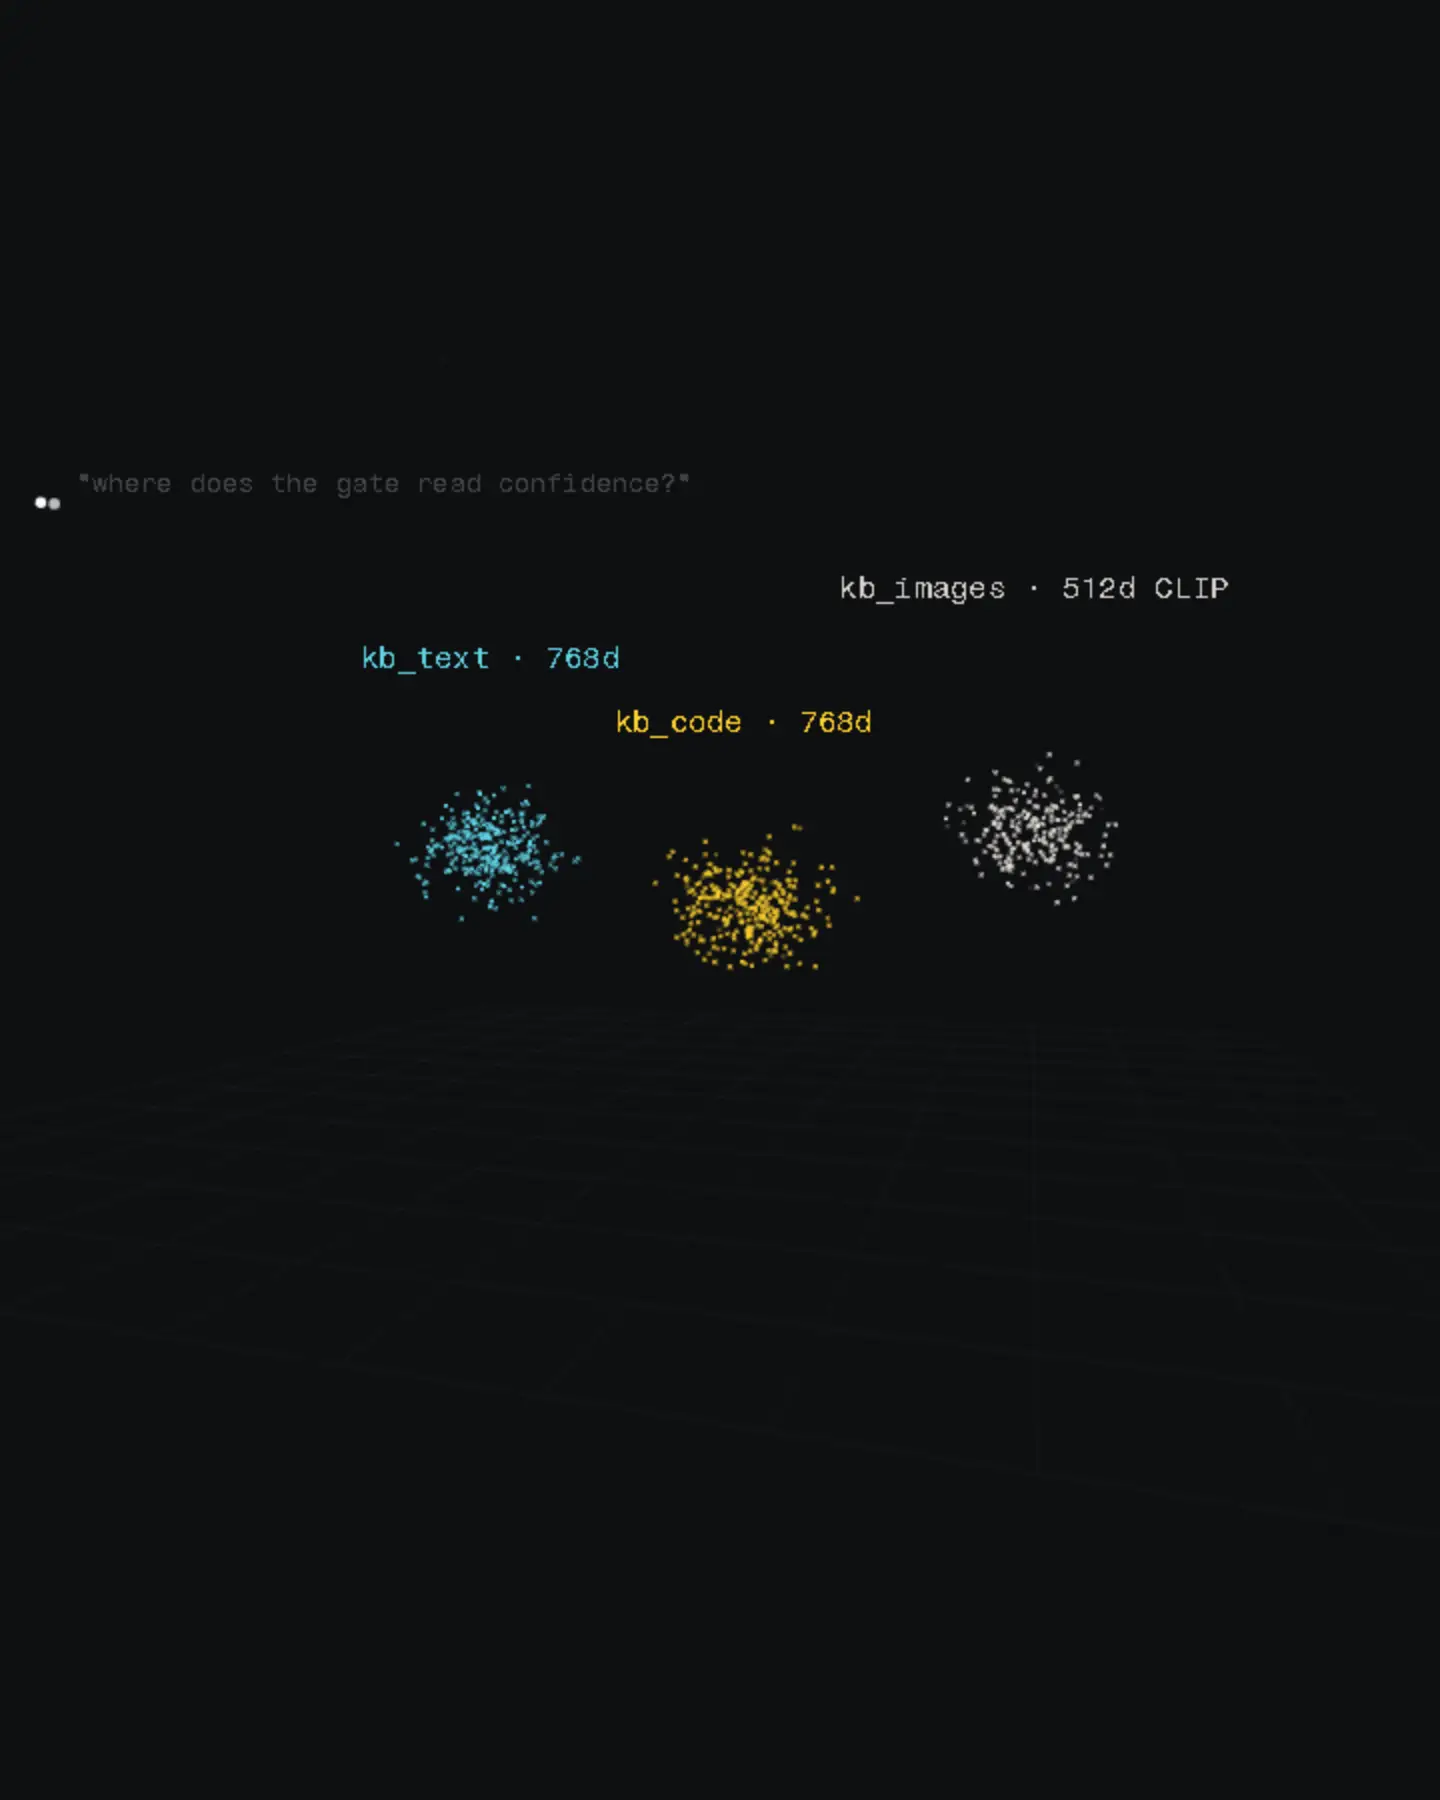 "where does the gate read confidence?"
kb_images · 512d CLIP
kb_text · 768d
kb_code · 768d